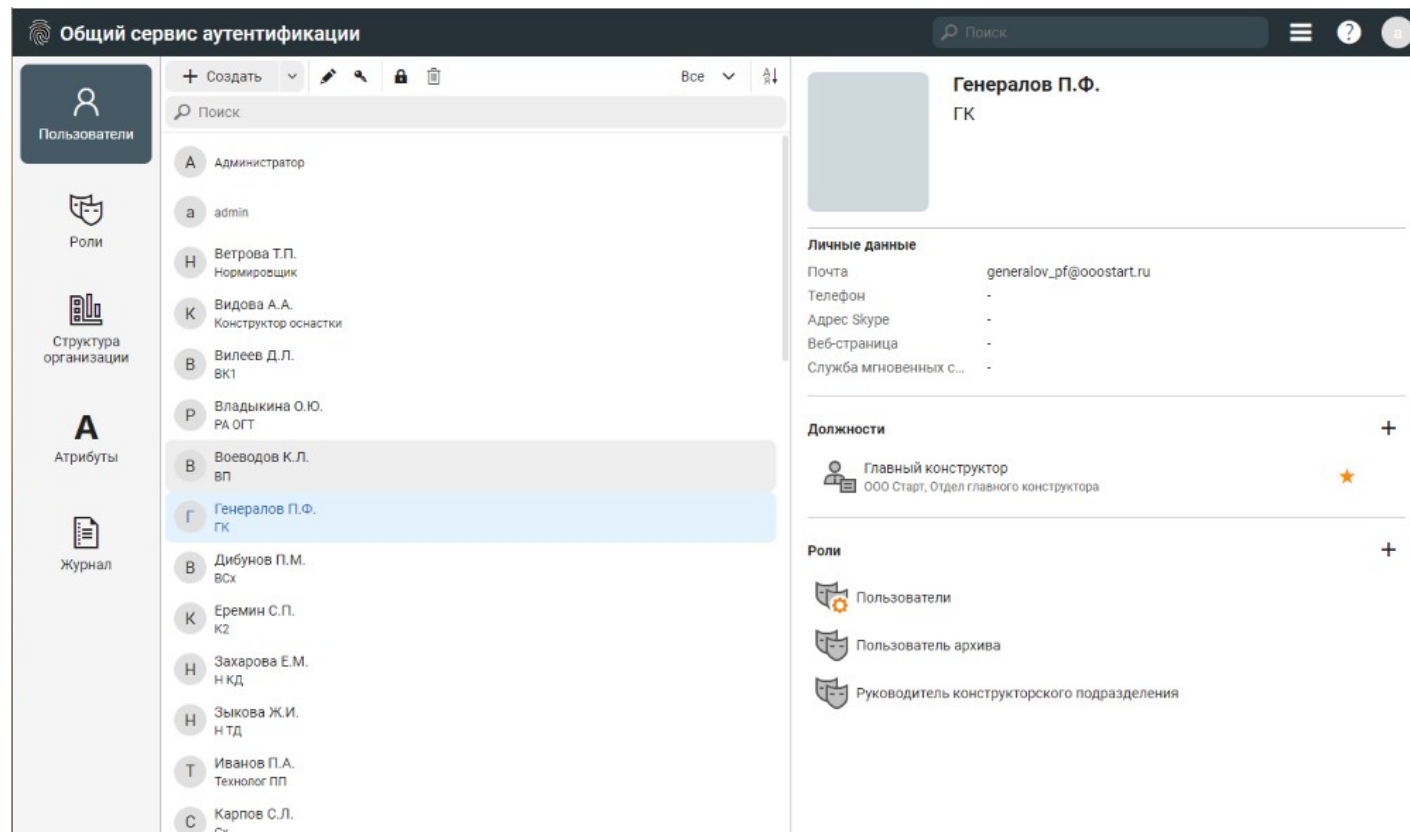 Общий сервис аутентификации
Поиск
?
a
Пользователи
Роли
Структура
организации
A
Атрибуты
Журнал
+ Создать
Все
А
Я
Поиск
А
Администратор
a
admin
Н
Ветрова Т.П.
Нормировщик
К
Видова А.А.
Конструктор оснастки
В
Вилеев Д.Л.
ВК1
Р
Владыкина О.Ю.
РА ОГТ
В
Воеводов К.Л.
ВП
Г
Генералов П.Ф.
ГК
В
Дибунов П.М.
ВСх
К
Еремин С.П.
К2
Н
Захарова Е.М.
Н КД
Н
Зыкова Ж.И.
Н ТД
Т
Иванов П.А.
Технолог ПП
С
Карпов С.Л.
Сх
Генералов П.Ф.
ГК
Личные данные
Почта generalov_pf@ooostart.ru
Телефон -
Адрес Skype -
Веб-страница -
Служба мгновенных с... -
Должности +
Главный конструктор
ООО Старт, Отдел главного конструктора
Роли +
Пользователи
Пользователь архива
Руководитель конструкторского подразделения